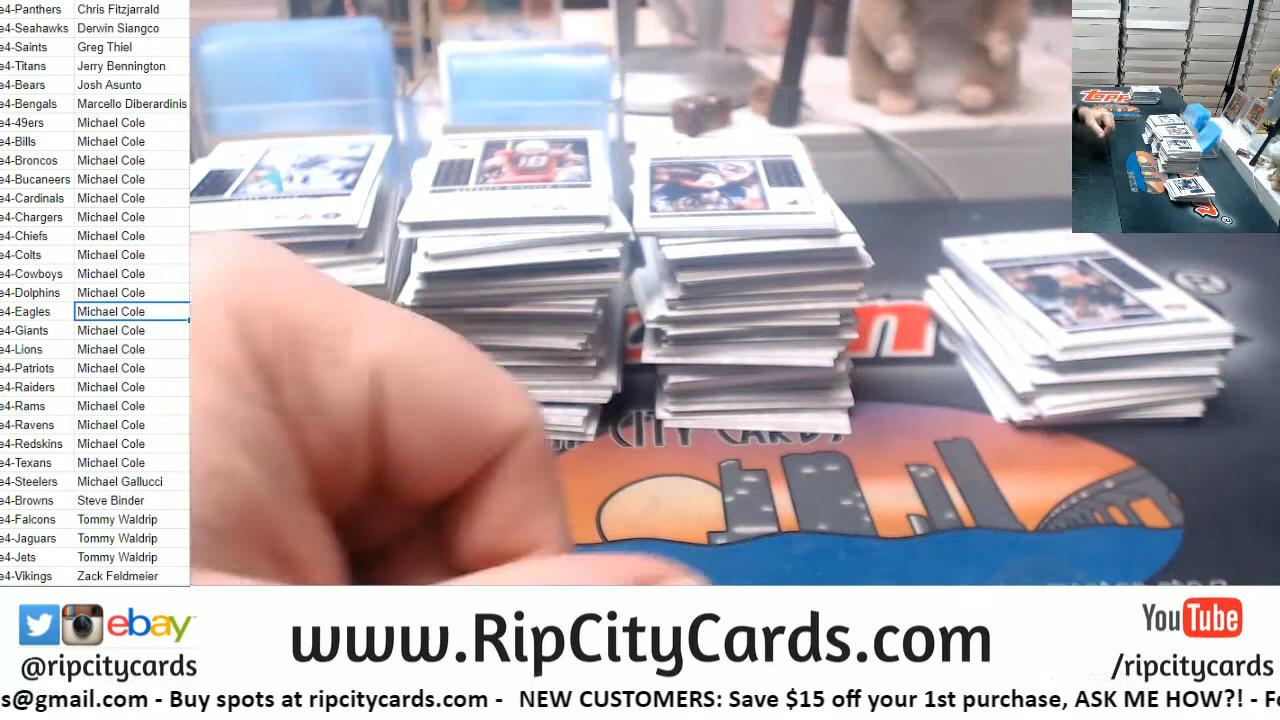 e4-Panthers Chris Fitzjarrald
e4-Seahawks Derwin Siangco
e4-Saints Greg Thiel
e4-Titans Jerry Bennington
e4-Bears Josh Asunto
e4-Bengals Marcello Diberardinis
e4-49ers Michael Cole
e4-Bills Michael Cole
e4-Broncos Michael Cole
e4-Bucaneers Michael Cole
e4-Cardinals Michael Cole
e4-Chargers Michael Cole
e4-Chiefs Michael Cole
e4-Colts Michael Cole
e4-Cowboys Michael Cole
e4-Dolphins Michael Cole
e4-Eagles Michael Cole
e4-Giants Michael Cole
e4-Lions Michael Cole
e4-Patriots Michael Cole
e4-Raiders Michael Cole
e4-Rams Michael Cole
e4-Ravens Michael Cole
e4-Redskins Michael Cole
e4-Texans Michael Cole
e4-Steelers Michael Gallucci
e4-Browns Steve Binder
e4-Falcons Tommy Waldrip
e4-Jaguars Tommy Waldrip
e4-Jets Tommy Waldrip
e4-Vikings Zack Feldmeier
Topps
CITY CARDS
ebay
@ripcitycards
www.RipCityCards.com
YouTube
/ripcitycards
s@gmail.com - Buy spots at ripcitycards.com - NEW CUSTOMERS: Save $15 off your 1st purchase, ASK ME HOW?! - Fo